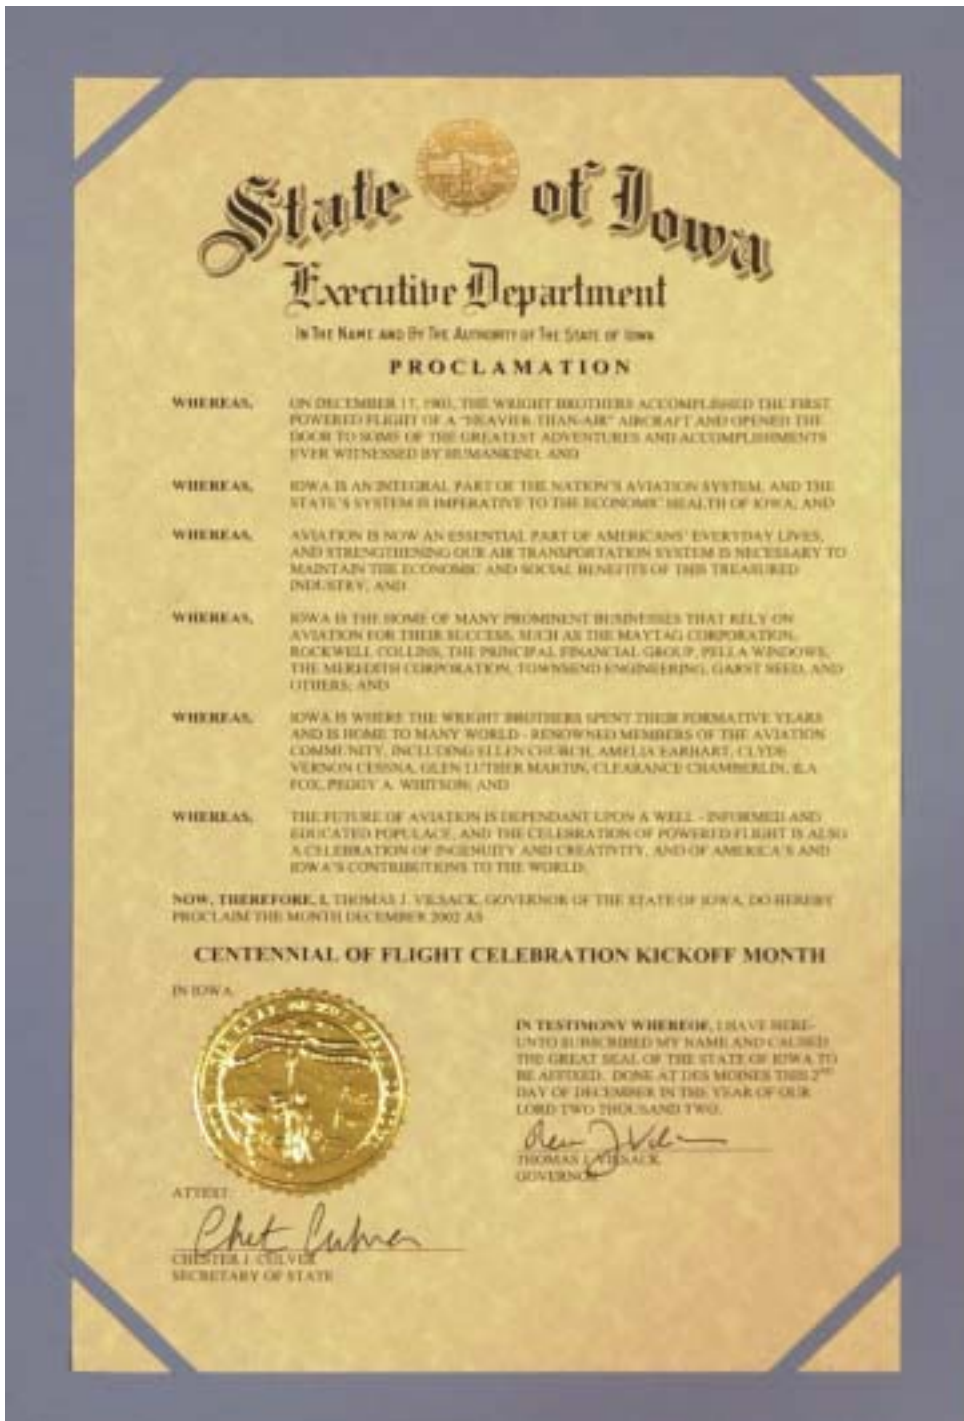 State of Iowa
Executive Department
IN THE NAME AND BY THE AUTHORITY OF THE STATE OF IOWA
PROCLAMATION
WHEREAS, ON DECEMBER 17, 1903, THE WRIGHT BROTHERS ACCOMPLISHED THE FIRST
POWERED FLIGHT OF A "HEAVIER-THAN-AIR" AIRCRAFT AND OPENED THE
DOOR TO SOME OF THE GREATEST ADVENTURES AND ACCOMPLISHMENTS
EVER WITNESSED BY HUMANKIND; AND
WHEREAS, IOWA IS AN INTEGRAL PART OF THE NATION'S AVIATION SYSTEM, AND THE
STATE'S SYSTEM IS IMPERATIVE TO THE ECONOMIC HEALTH OF IOWA; AND
WHEREAS, AVIATION IS NOW AN ESSENTIAL PART OF AMERICANS' EVERYDAY LIVES,
AND STRENGTHENING OUR AIR TRANSPORTATION SYSTEM IS NECESSARY TO
MAINTAIN THE ECONOMIC AND SOCIAL BENEFITS OF THIS TREASURED
INDUSTRY; AND
WHEREAS, IOWA IS THE HOME OF MANY PROMINENT BUSINESSES THAT RELY ON
AVIATION FOR THEIR SUCCESS, SUCH AS THE MAYTAG CORPORATION,
ROCKWELL COLLINS, THE PRINCIPAL FINANCIAL GROUP, PELLA WINDOWS,
THE MEREDITH CORPORATION, TOWNSEND ENGINEERING, GARST SEED, AND
OTHERS; AND
WHEREAS, IOWA IS WHERE THE WRIGHT BROTHERS SPENT THEIR FORMATIVE YEARS
AND IS HOME TO MANY WORLD - RENOWNED MEMBERS OF THE AVIATION
COMMUNITY, INCLUDING ELLEN CHURCH, AMELIA EARHART, CLYDE
VERNON CESSNA, GLEN LUTHER MARTIN, CLEARANCE CHAMBERLIN, ILA
FOX, PEGGY A. WHITSON; AND
WHEREAS, THE FUTURE OF AVIATION IS DEPENDANT UPON A WELL - INFORMED AND
EDUCATED POPULACE, AND THE CELEBRATION OF POWERED FLIGHT IS ALSO
A CELEBRATION OF INGENUITY AND CREATIVITY, AND OF AMERICA'S AND
IOWA'S CONTRIBUTIONS TO THE WORLD;
NOW, THEREFORE, I, THOMAS J. VILSACK, GOVERNOR OF THE STATE OF IOWA, DO HEREBY
PROCLAIM THE MONTH DECEMBER 2002 AS
CENTENNIAL OF FLIGHT CELEBRATION KICKOFF MONTH
IN IOWA.
IN TESTIMONY WHEREOF, I HAVE HERE-
UNTO SUBSCRIBED MY NAME AND CAUSED
THE GREAT SEAL OF THE STATE OF IOWA TO
BE AFFIXED. DONE AT DES MOINES THIS 2ND
DAY OF DECEMBER IN THE YEAR OF OUR
LORD TWO THOUSAND TWO.
THOMAS J. VILSACK
GOVERNOR
ATTEST:
Chet Culver
CHESTER J. CULVER
SECRETARY OF STATE